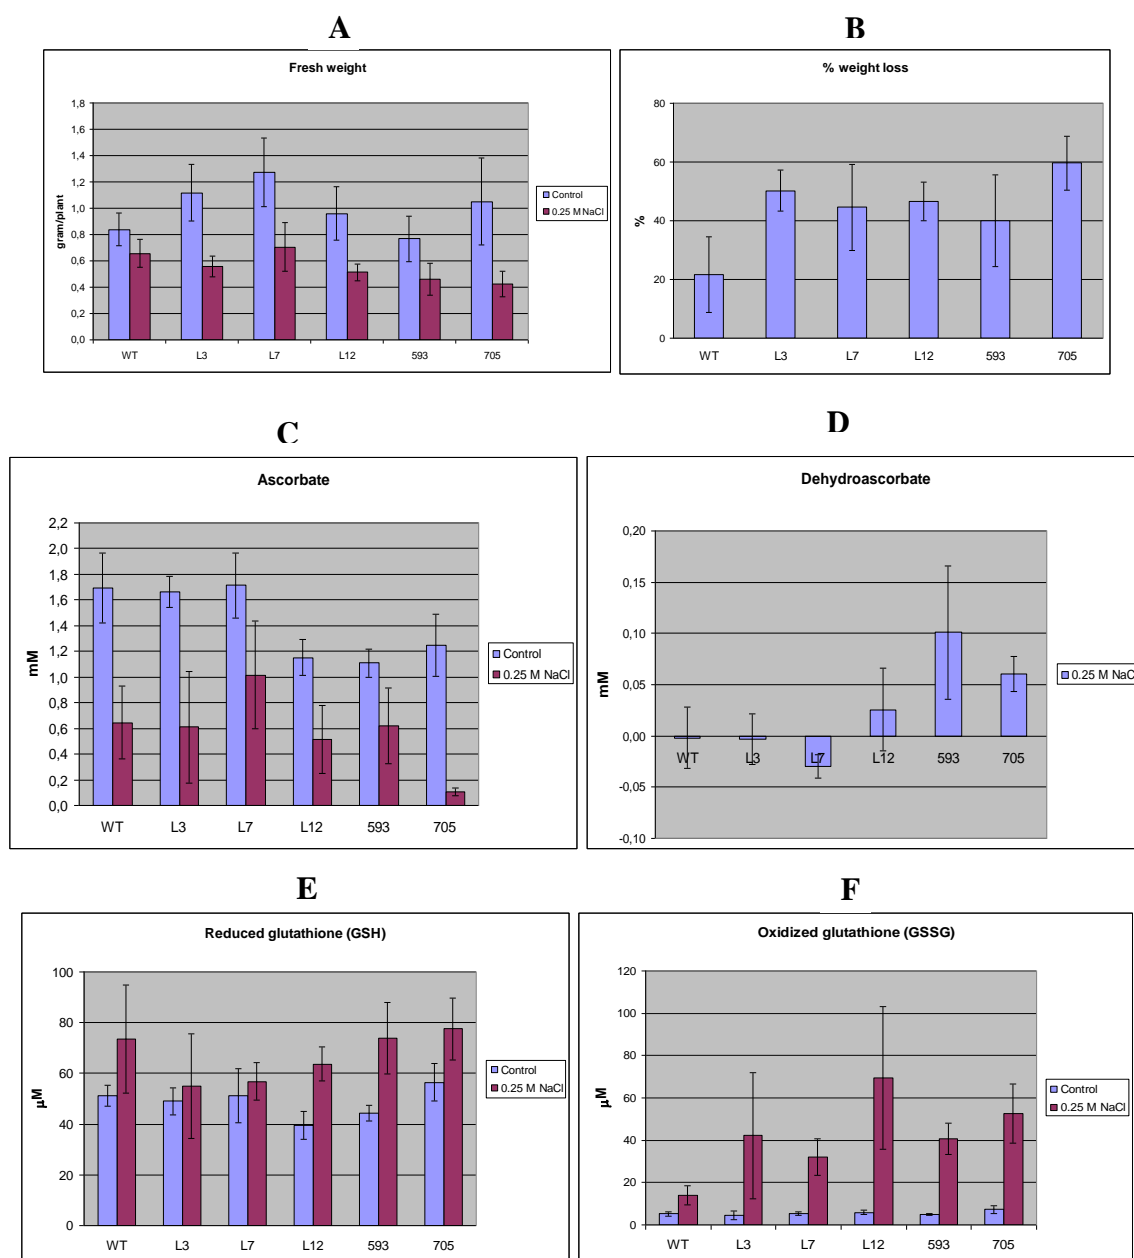 A
Fresh weight
gram/plant
1,8
1,6
1,4
1,2
1,0
0,8
0,6
0,4
0,2
0,0
WT L3 L7 L12 593 705
Control
0.25 M NaCl
B
% weight loss
%
80
60
40
20
0
WT L3 L7 L12 593 705
C
Ascorbate
mM
2,2
2,0
1,8
1,6
1,4
1,2
1,0
0,8
0,6
0,4
0,2
0,0
WT L3 L7 L12 593 705
Control
0.25 M NaCl
D
Dehydroascorbate
mM
0,20
0,15
0,10
0,05
0,00
-0,05
-0,10
WT L3 L7 L12 593 705
0.25 M NaCl
E
Reduced glutathione (GSH)
µM
100
80
60
40
20
0
WT L3 L7 L12 593 705
Control
0.25 M NaCl
F
Oxidized glutathione (GSSG)
µM
120
100
80
60
40
20
0
WT L3 L7 L12 593 705
Control
0.25 M NaCl